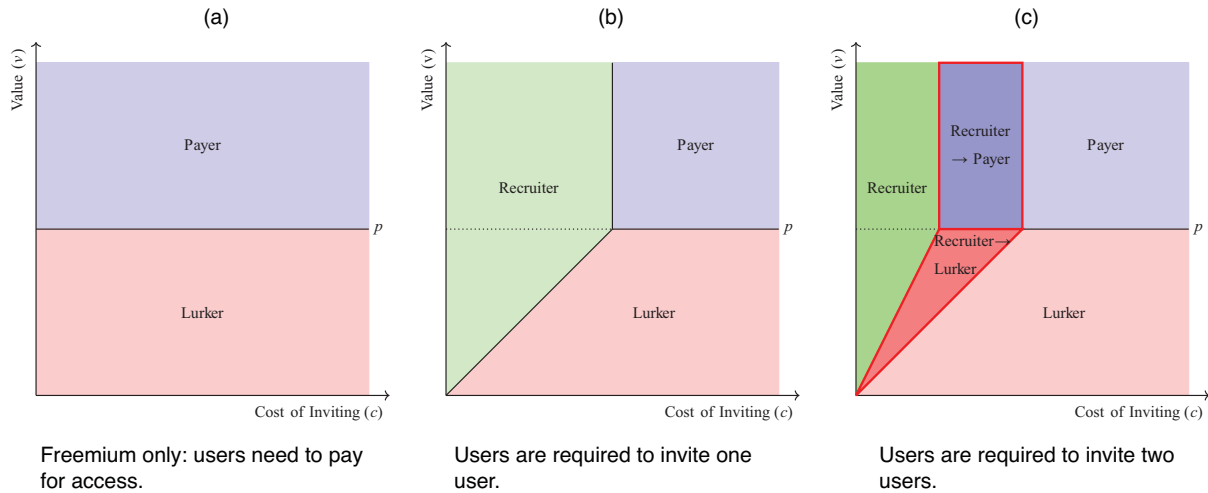 (a)
Value (v)
Payer
p
Lurker
Cost of Inviting (c)
Freemium only: users need to pay
for access.
(b)
Value (v)
Payer
Recruiter
p
Lurker
Cost of Inviting (c)
Users are required to invite one
user.
(c)
Value (v)
Recruiter
→ Payer
Payer
Recruiter
p
Recruiter→
Lurker
Lurker
Cost of Inviting (c)
Users are required to invite two
users.